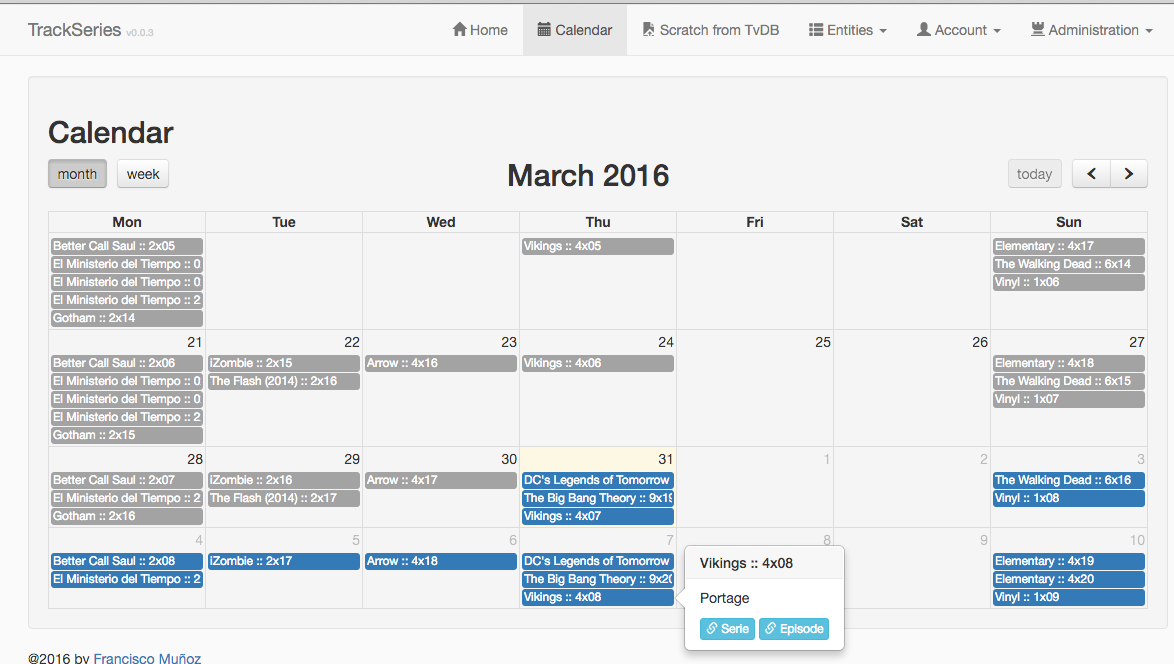 TrackSeries v0.0.3
Home
Calendar
Scratch from TvDB
Entities
Account
Administration
Calendar
month
week
March 2016
today
Mon Tue Wed Thu Fri Sat Sun
Better Call Saul :: 2x05
El Ministerio del Tiempo :: 0
El Ministerio del Tiempo :: 0
El Ministerio del Tiempo :: 2
Gotham :: 2x14
Vikings :: 4x05
Elementary :: 4x17
The Walking Dead :: 6x14
Vinyl :: 1x06
21 22 23 24 25 26 27
Better Call Saul :: 2x06
El Ministerio del Tiempo :: 0
El Ministerio del Tiempo :: 0
El Ministerio del Tiempo :: 2
Gotham :: 2x15
iZombie :: 2x15
The Flash (2014) :: 2x16
Arrow :: 4x16
Vikings :: 4x06
Elementary :: 4x18
The Walking Dead :: 6x15
Vinyl :: 1x07
28 29 30 31 1 2 3
Better Call Saul :: 2x07
El Ministerio del Tiempo :: 2
Gotham :: 2x16
iZombie :: 2x16
The Flash (2014) :: 2x17
Arrow :: 4x17
DC's Legends of Tomorrow
The Big Bang Theory :: 9x19
Vikings :: 4x07
The Walking Dead :: 6x16
Vinyl :: 1x08
4 5 6 7 8 9 10
Better Call Saul :: 2x08
El Ministerio del Tiempo :: 2
iZombie :: 2x17
Arrow :: 4x18
DC's Legends of Tomorrow
The Big Bang Theory :: 9x20
Vikings :: 4x08
Elementary :: 4x19
Elementary :: 4x20
Vinyl :: 1x09
Vikings :: 4x08
Portage
Serie
Episode
@2016 by Francisco Muñoz